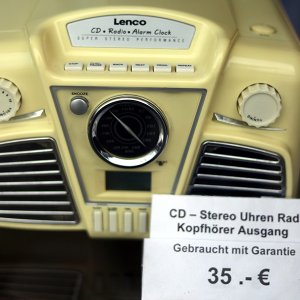 Lenco
CD • Radio • Alarm Clock
SUPER STEREO PERFORMANCE
SNOOZE
CD – Stereo Uhren Rad
Kopfhörer Ausgang
Gebraucht mit Garantie
35.-€